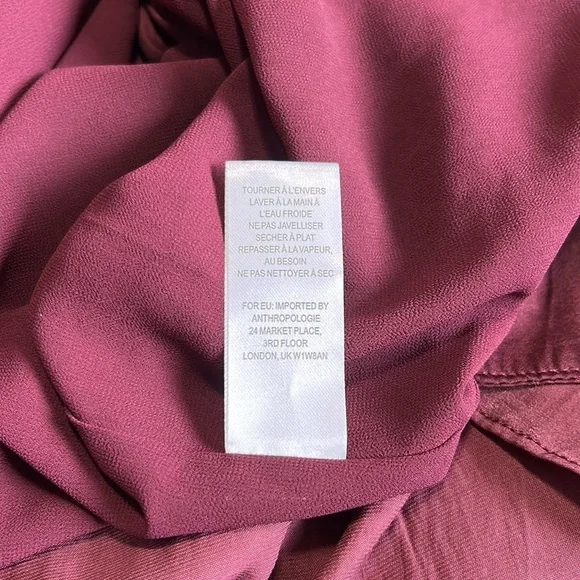 TOURNER À L'ENVERS
LAVER À LA MAIN À
L'EAU FROIDE
NE PAS JAVELLISER
SECHER À PLAT
REPASSER À LA VAPEUR,
AU BESOIN
NE PAS NETTOYER À SEC
FOR EU: IMPORTED BY
ANTHROPOLOGIE
24 MARKET PLACE,
3RD FLOOR
LONDON, UK W1W8AN